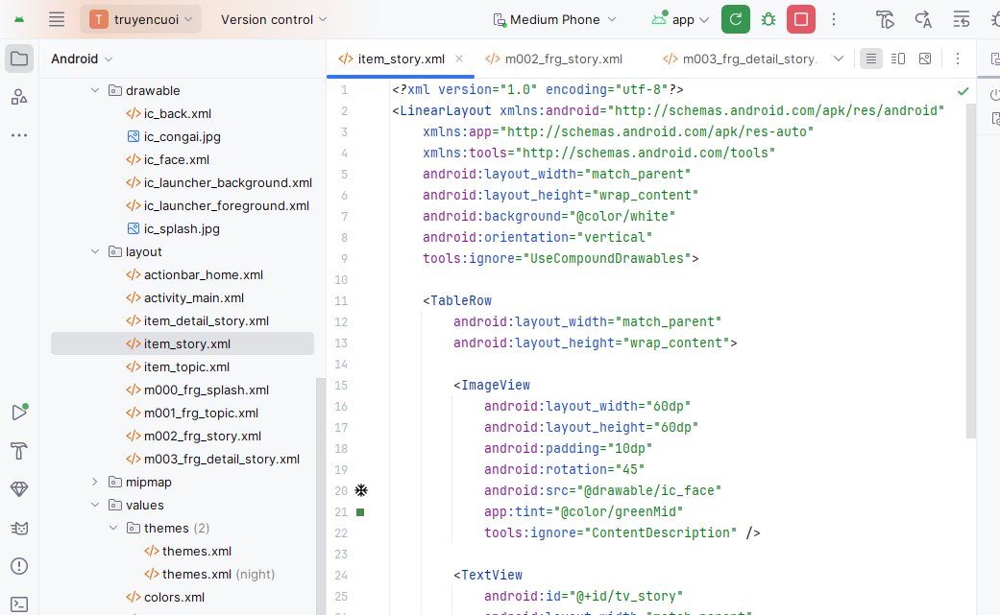 T truyencuoi Version control Medium Phone app
Android
drawable
ic_back.xml
ic_congai.jpg
ic_face.xml
ic_launcher_background.xml
ic_launcher_foreground.xml
ic_splash.jpg
layout
actionbar_home.xml
activity_main.xml
item_detail_story.xml
item_story.xml
item_topic.xml
m000_frg_splash.xml
m001_frg_topic.xml
m002_frg_story.xml
m003_frg_detail_story.xml
mipmap
values
themes (2)
themes.xml
themes.xml (night)
colors.xml
item_story.xml m002_frg_story.xml m003_frg_detail_story.
1 <?xml version="1.0" encoding="utf-8"?>
2 <LinearLayout xmlns:android="http://schemas.android.com/apk/res/android"
3 xmlns:app="http://schemas.android.com/apk/res-auto"
4 xmlns:tools="http://schemas.android.com/tools"
5 android:layout_width="match_parent"
6 android:layout_height="wrap_content"
7 android:background="@color/white"
8 android:orientation="vertical"
9 tools:ignore="UseCompoundDrawables">
10
11 <TableRow
12 android:layout_width="match_parent"
13 android:layout_height="wrap_content">
14
15 <ImageView
16 android:layout_width="60dp"
17 android:layout_height="60dp"
18 android:padding="10dp"
19 android:rotation="45"
20 android:src="@drawable/ic_face"
21 app:tint="@color/greenMid"
22 tools:ignore="ContentDescription" />
23
24 <TextView
25 android:id="@+id/tv_story"